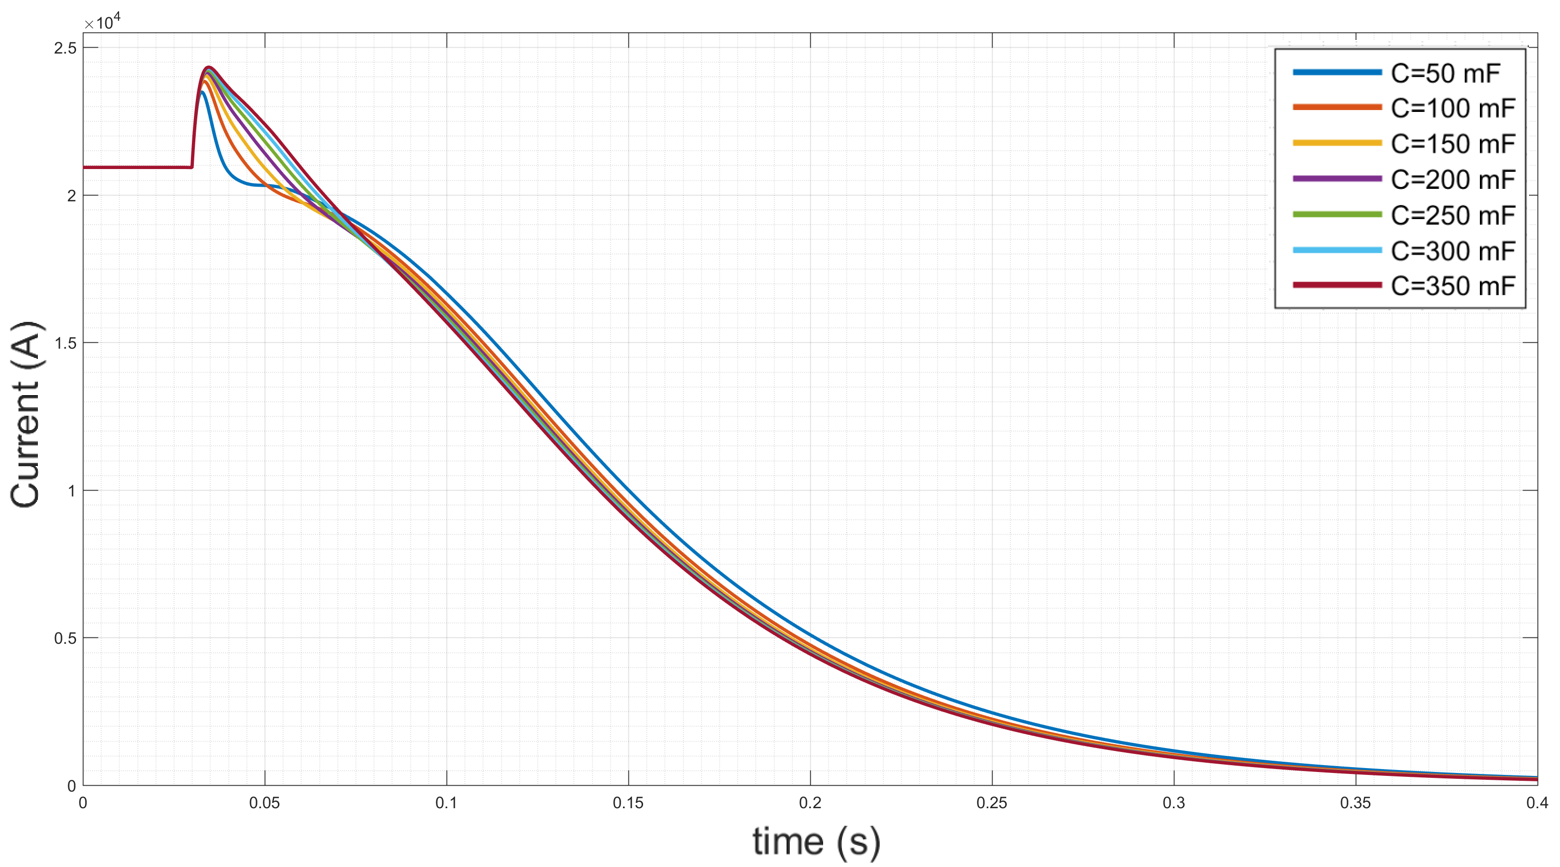 ×10⁴
2.5
2
1.5
1
0.5
0
0
0.05
0.1
0.15
0.2
0.25
0.3
0.35
0.4
Current (A)
time (s)
C=50 mF
C=100 mF
C=150 mF
C=200 mF
C=250 mF
C=300 mF
C=350 mF